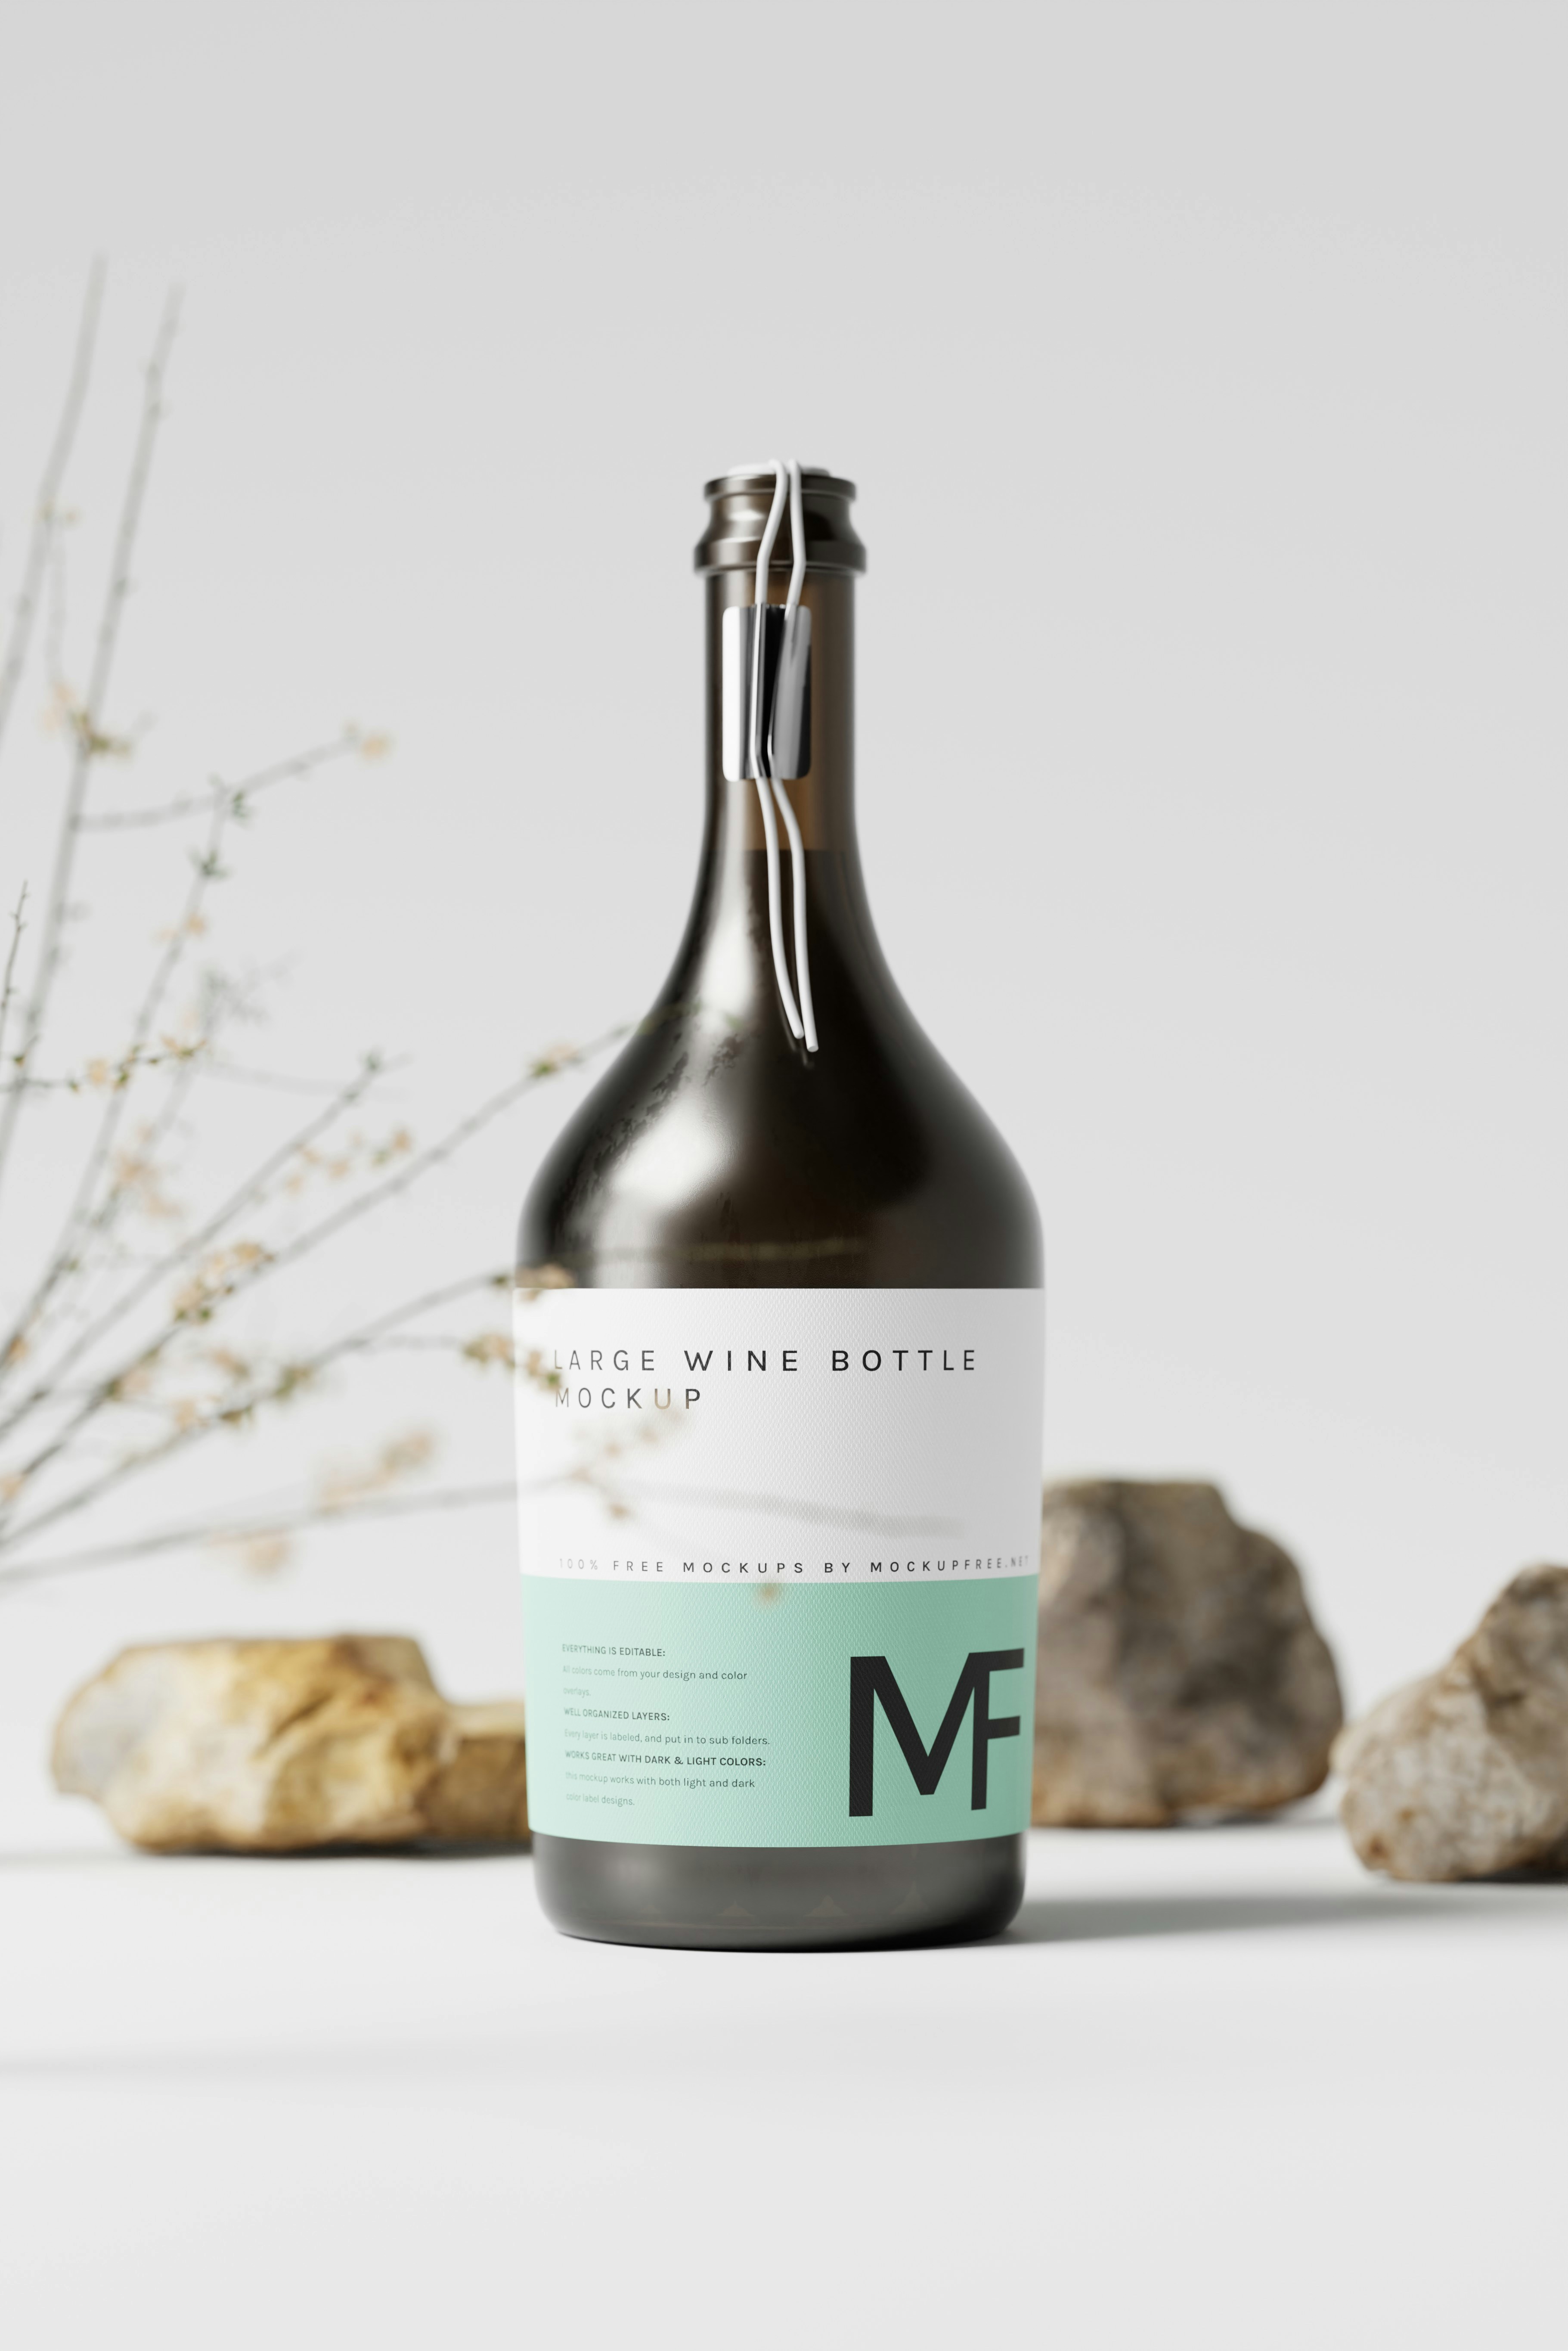 LARGE WINE BOTTLE
MOCKUP
100% FREE MOCKUPS BY MOCKUPFREE.NET
EVERYTHING IS EDITABLE:
All colors come from your design and color
overlays.
WELL ORGANIZED LAYERS:
Every layer is labeled, and put in to sub folders.
WORKS GREAT WITH DARK & LIGHT COLORS:
this mockup works with both light and dark
color label designs.
MF